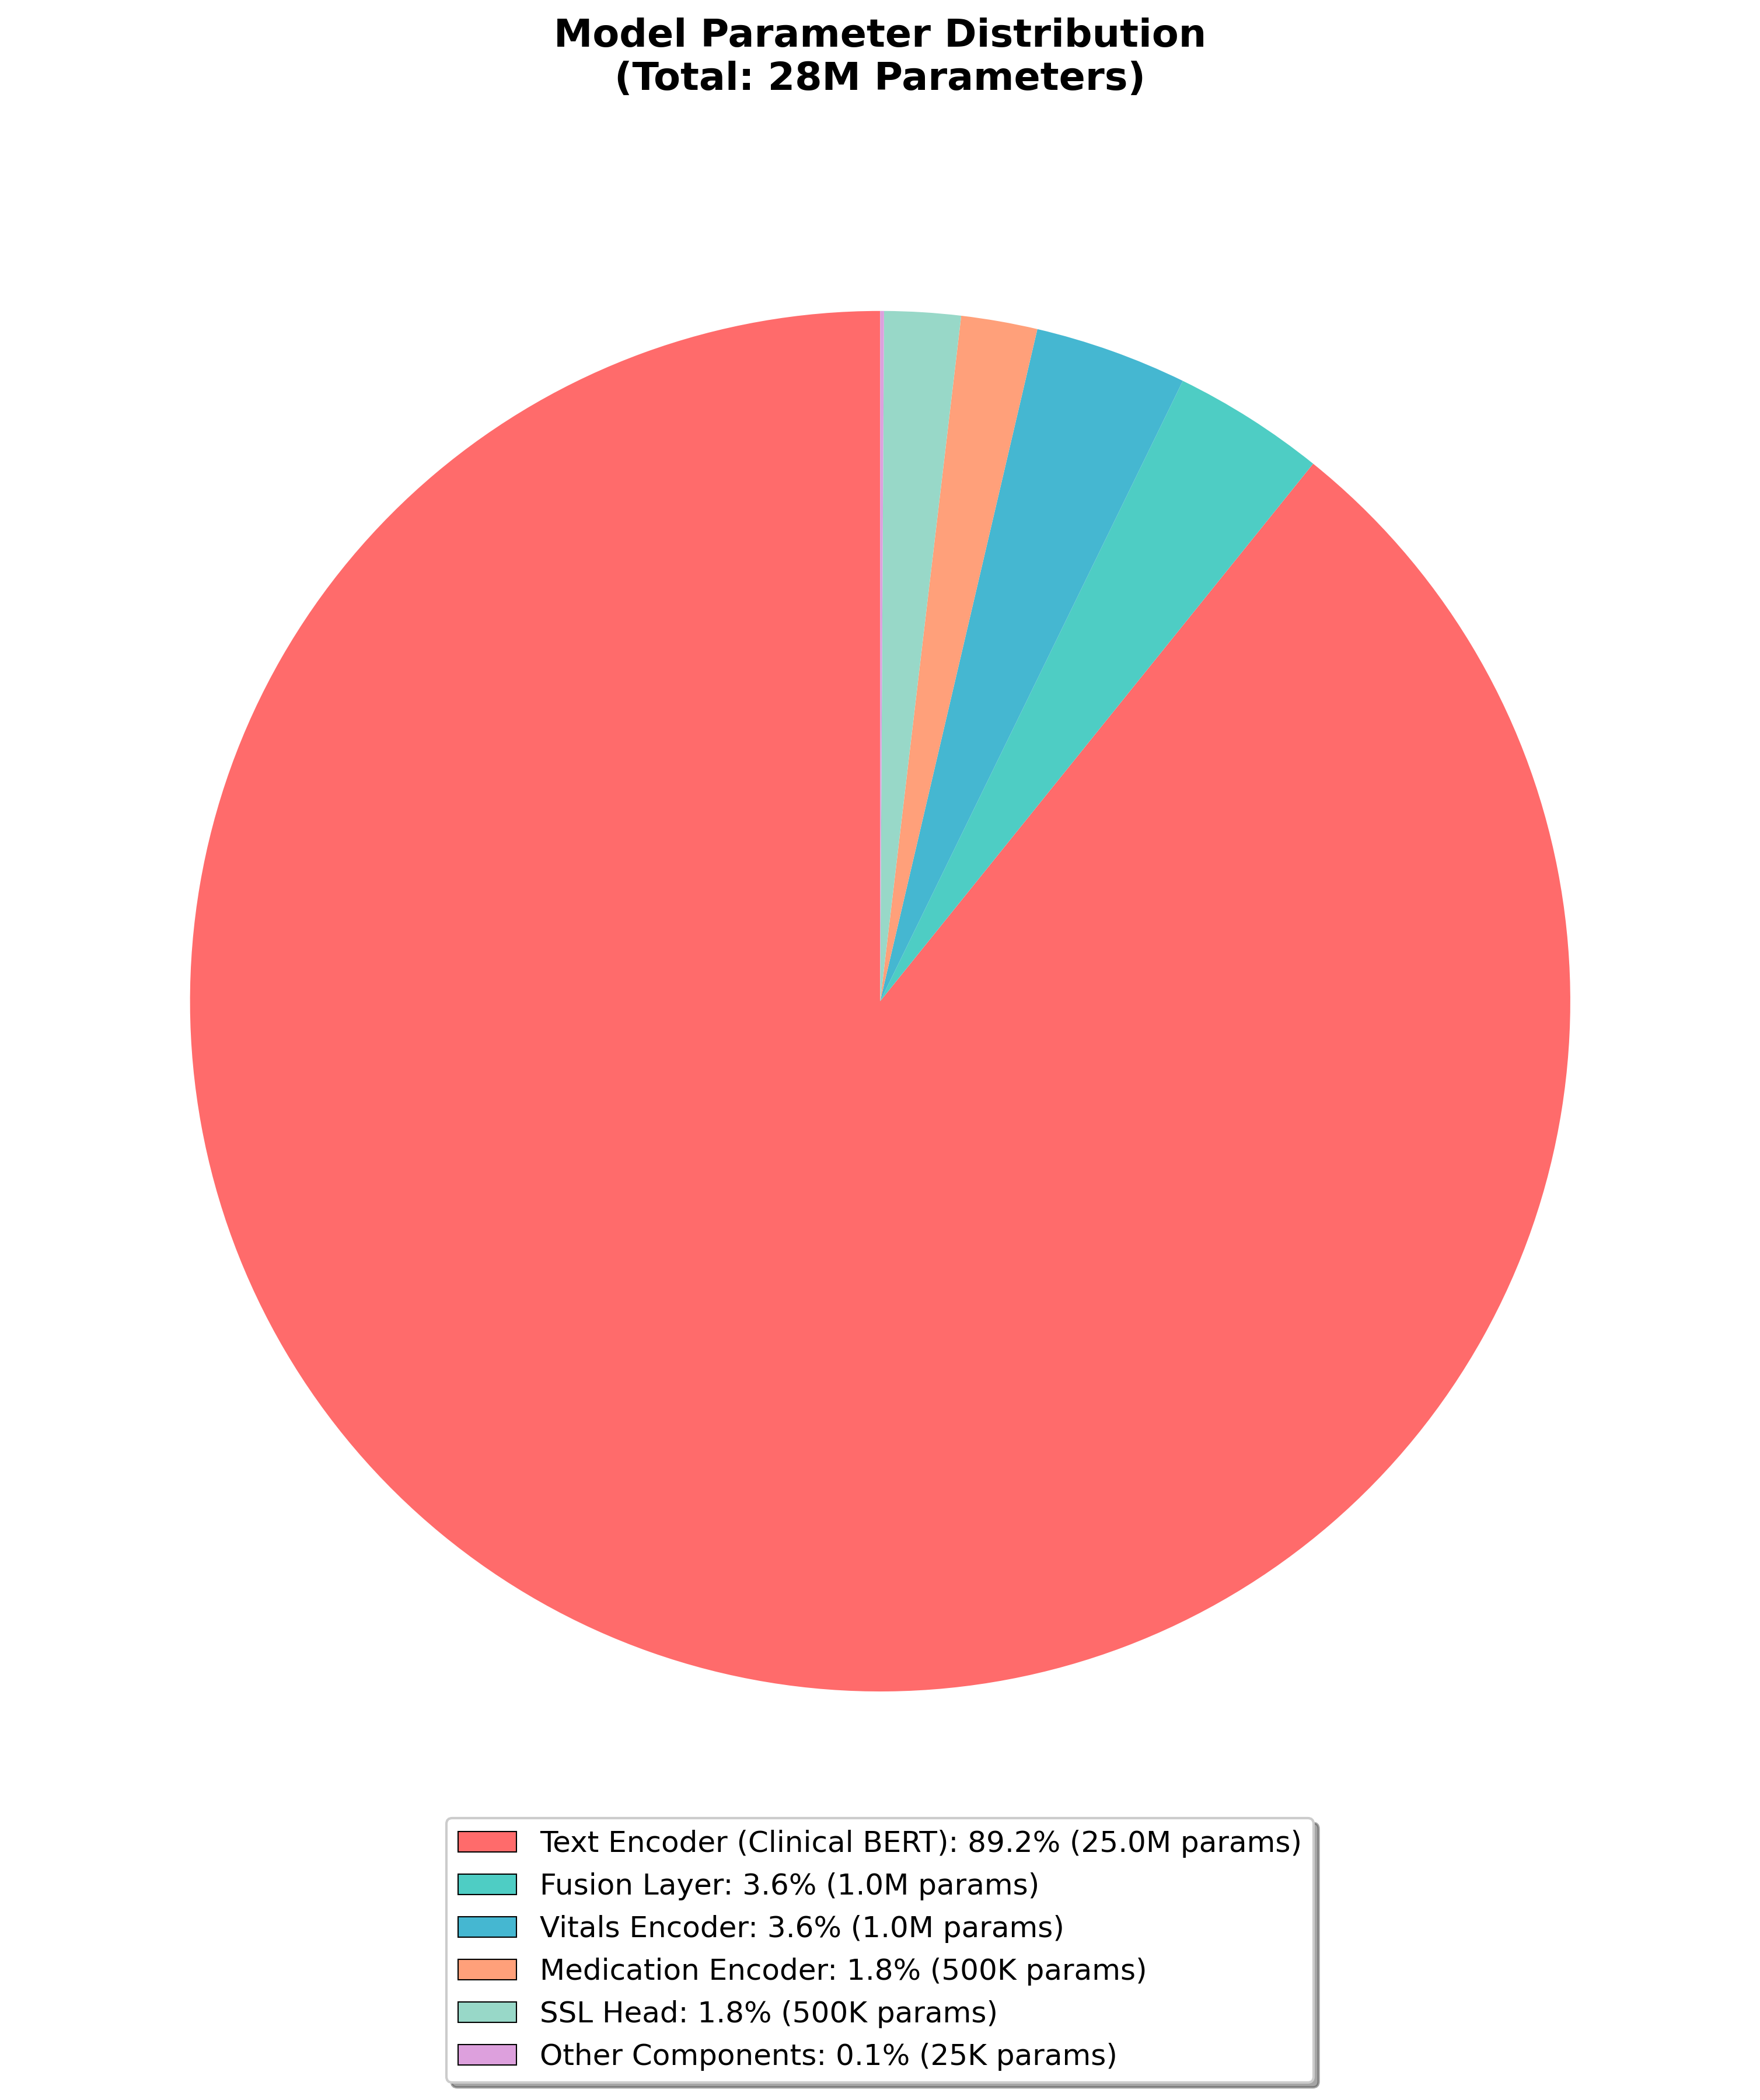 Model Parameter Distribution
(Total: 28M Parameters)
Text Encoder (Clinical BERT): 89.2% (25.0M params)
Fusion Layer: 3.6% (1.0M params)
Vitals Encoder: 3.6% (1.0M params)
Medication Encoder: 1.8% (500K params)
SSL Head: 1.8% (500K params)
Other Components: 0.1% (25K params)